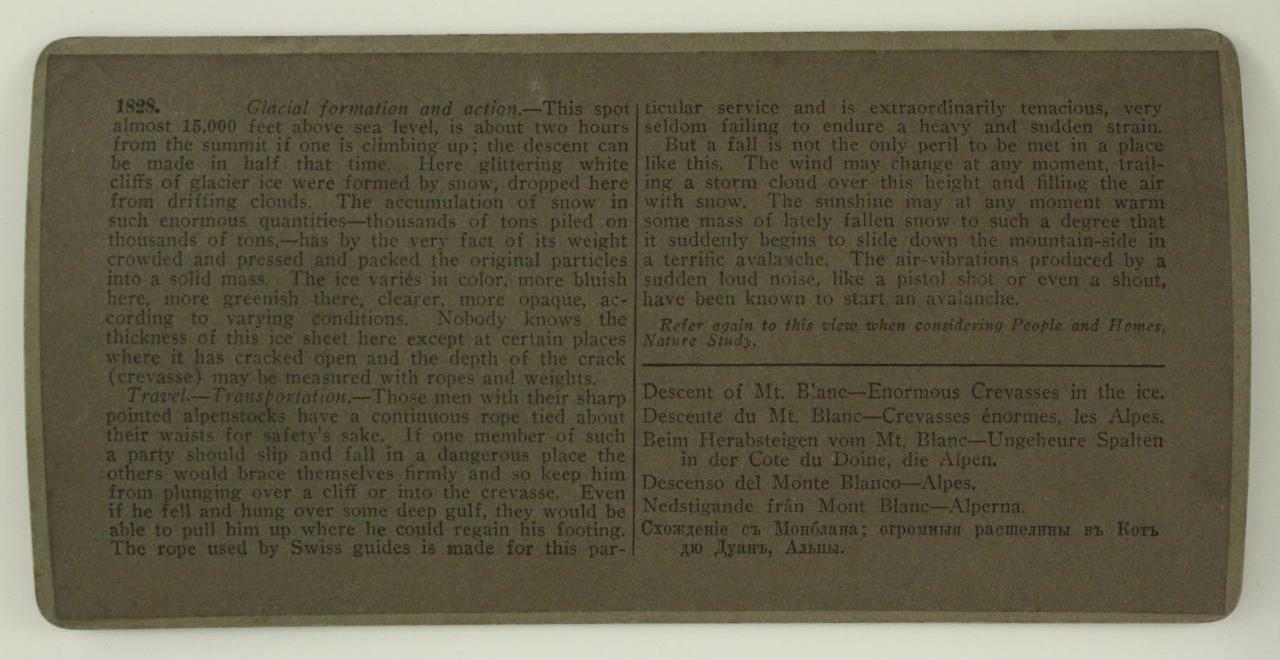 1828. Glacial formation and action.—This spot
almost 15,000 feet above sea level, is about two hours
from the summit if one is climbing up; the descent can
be made in half that time. Here glittering white
cliffs of glacier ice were formed by snow, dropped here
from drifting clouds. The accumulation of snow in
such enormous quantities—thousands of tons piled on
thousands of tons,—has by the very fact of its weight
crowded and pressed and packed the original particles
into a solid mass. The ice varies in color, more bluish
here, more greenish there, clearer, more opaque, ac-
cording to varying conditions. Nobody knows the
thickness of this ice sheet here except at certain places
where it has cracked open and the depth of the crack
(crevasse) may be measured with ropes and weights.
Travel.—Transportation.—Those men with their sharp
pointed alpenstocks have a continuous rope tied about
their waists for safety's sake. If one member of such
a party should slip and fall in a dangerous place the
others would brace themselves firmly and so keep him
from plunging over a cliff or into the crevasse. Even
if he fell and hung over some deep gulf, they would be
able to pull him up where he could regain his footing.
The rope used by Swiss guides is made for this par-
ticular service and is extraordinarily tenacious, very
seldom failing to endure a heavy and sudden strain.
But a fall is not the only peril to be met in a place
like this. The wind may change at any moment, trail-
ing a storm cloud over this height and filling the air
with snow. The sunshine may at any moment warm
some mass of lately fallen snow to such a degree that
it suddenly begins to slide down the mountain-side in
a terrific avalanche. The air-vibrations produced by a
sudden loud noise, like a pistol shot or even a shout,
have been known to start an avalanche.
Refer again to this view when considering People and Homes,
Nature Study.
Descent of Mt. Blanc—Enormous Crevasses in the ice.
Descente du Mt. Blanc—Crevasses énormes, les Alpes.
Beim Herabsteigen vom Mt. Blanc—Ungeheure Spalten
in der Cote du Doine, die Alpen.
Descenso del Monte Blanco—Alpes.
Nedstigande från Mont Blanc—Alperna.
Схожденіе съ Монблана; огромныя расщелины въ Котъ
дю Дуанъ, Альпы.